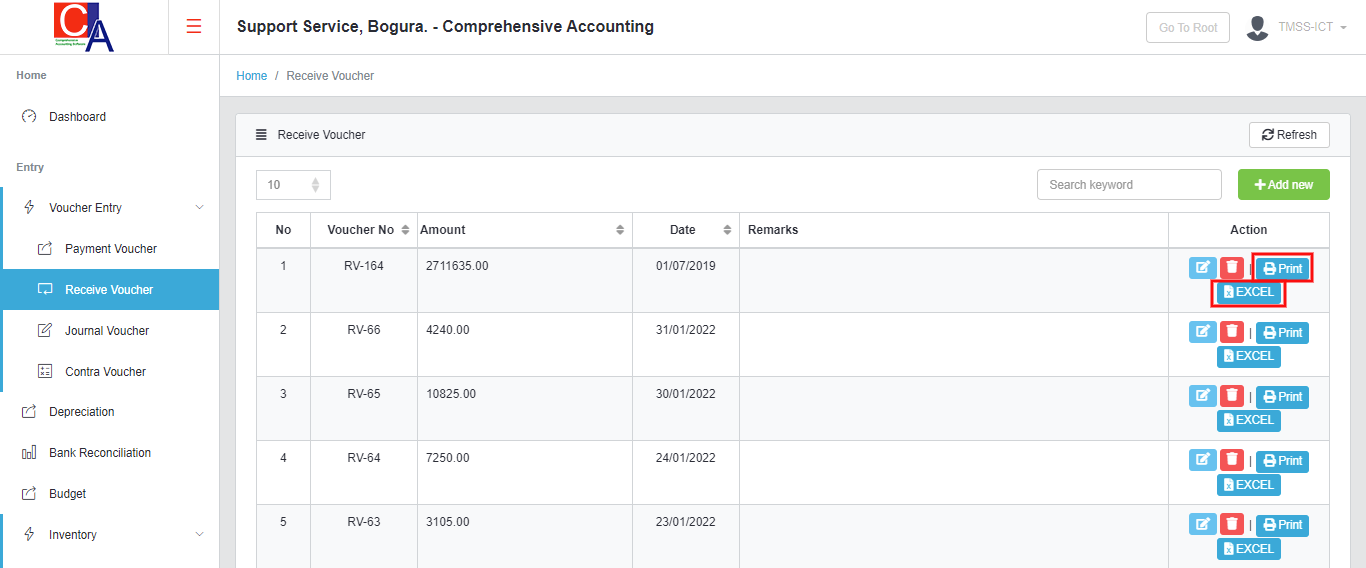 CA
Comprehensive
Accounting Software
Support Service, Bogura. - Comprehensive Accounting
Go To Root
TMSS-ICT
Home
Dashboard
Entry
Voucher Entry
Payment Voucher
Receive Voucher
Journal Voucher
Contra Voucher
Depreciation
Bank Reconciliation
Budget
Inventory
Home / Receive Voucher
Receive Voucher
Refresh
10
Search keyword
Add new
No Voucher No Amount Date Remarks Action
1 RV-164 2711635.00 01/07/2019 | Print
EXCEL
2 RV-66 4240.00 31/01/2022 | Print
EXCEL
3 RV-65 10825.00 30/01/2022 | Print
EXCEL
4 RV-64 7250.00 24/01/2022 | Print
EXCEL
5 RV-63 3105.00 23/01/2022 | Print
EXCEL